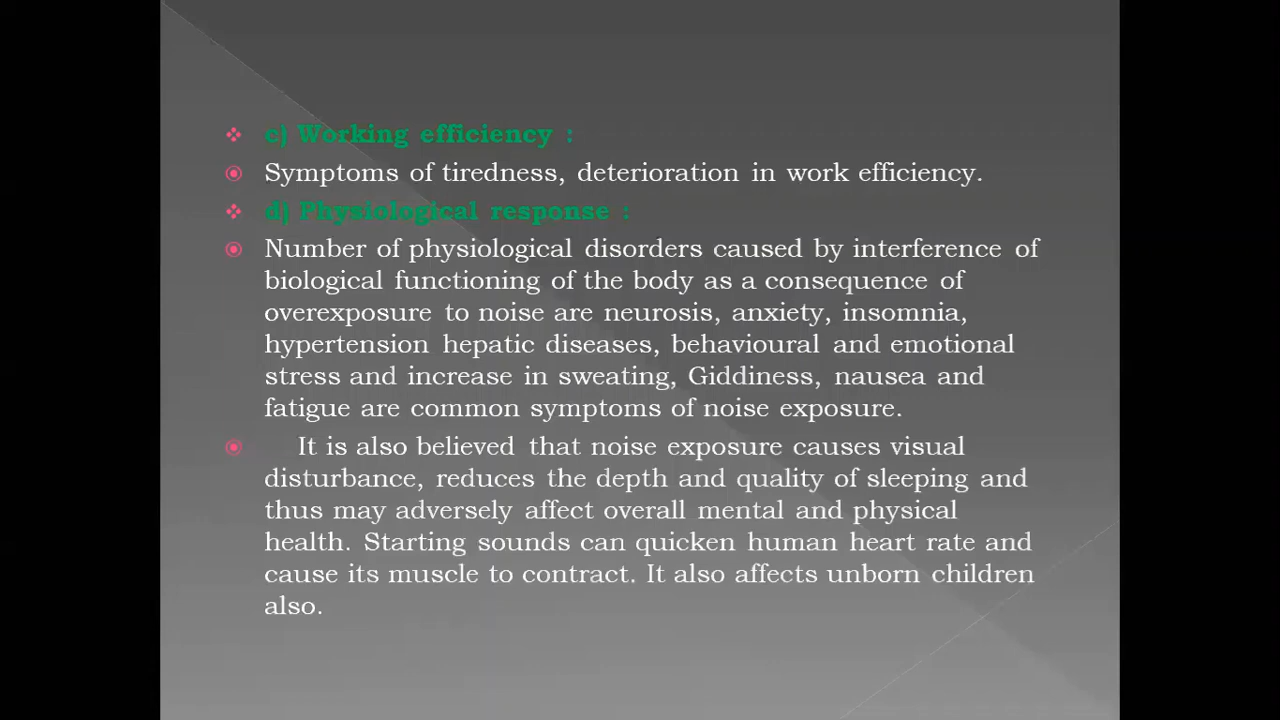 c) Working efficiency :
Symptoms of tiredness, deterioration in work efficiency.
d) Physiological response :
Number of physiological disorders caused by interference of
biological functioning of the body as a consequence of
overexposure to noise are neurosis, anxiety, insomnia,
hypertension hepatic diseases, behavioural and emotional
stress and increase in sweating, Giddiness, nausea and
fatigue are common symptoms of noise exposure.
It is also believed that noise exposure causes visual
disturbance, reduces the depth and quality of sleeping and
thus may adversely affect overall mental and physical
health. Starting sounds can quicken human heart rate and
cause its muscle to contract. It also affects unborn children
also.